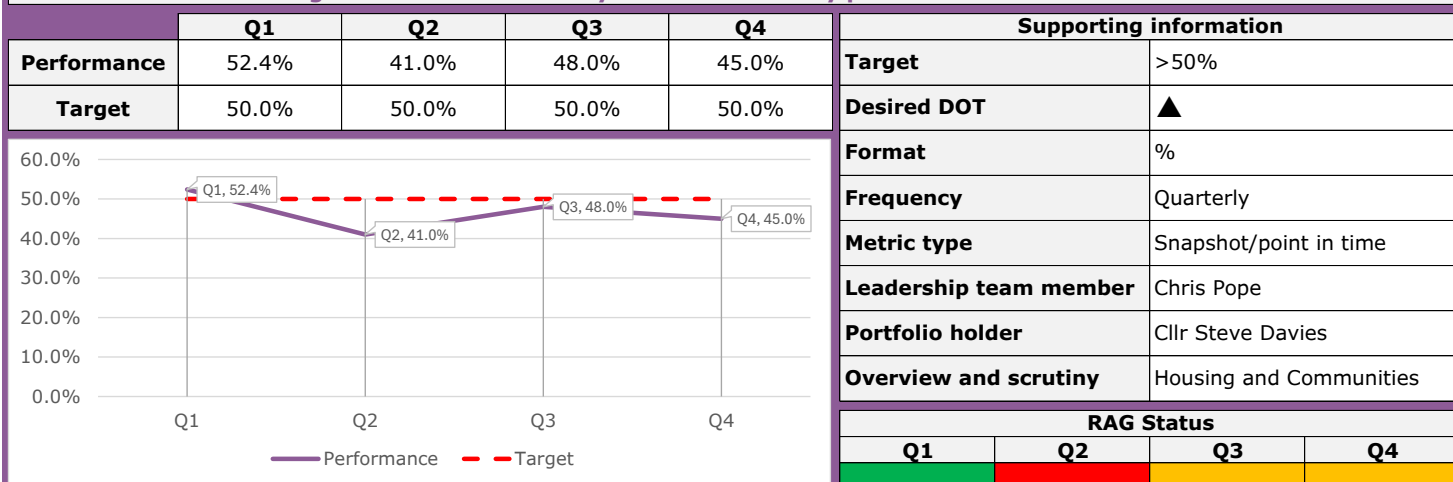 Q1 Q2 Q3 Q4
Performance 52.4% 41.0% 48.0% 45.0%
Target 50.0% 50.0% 50.0% 50.0%
60.0%
50.0%
40.0%
30.0%
20.0%
10.0%
0.0%
Q1, 52.4%
Q2, 41.0%
Q3, 48.0%
Q4, 45.0%
Q1 Q2 Q3 Q4
Performance Target
Supporting information
Target >50%
Desired DOT ▲
Format %
Frequency Quarterly
Metric type Snapshot/point in time
Leadership team member Chris Pope
Portfolio holder Cllr Steve Davies
Overview and scrutiny Housing and Communities
RAG Status
Q1 Q2 Q3 Q4